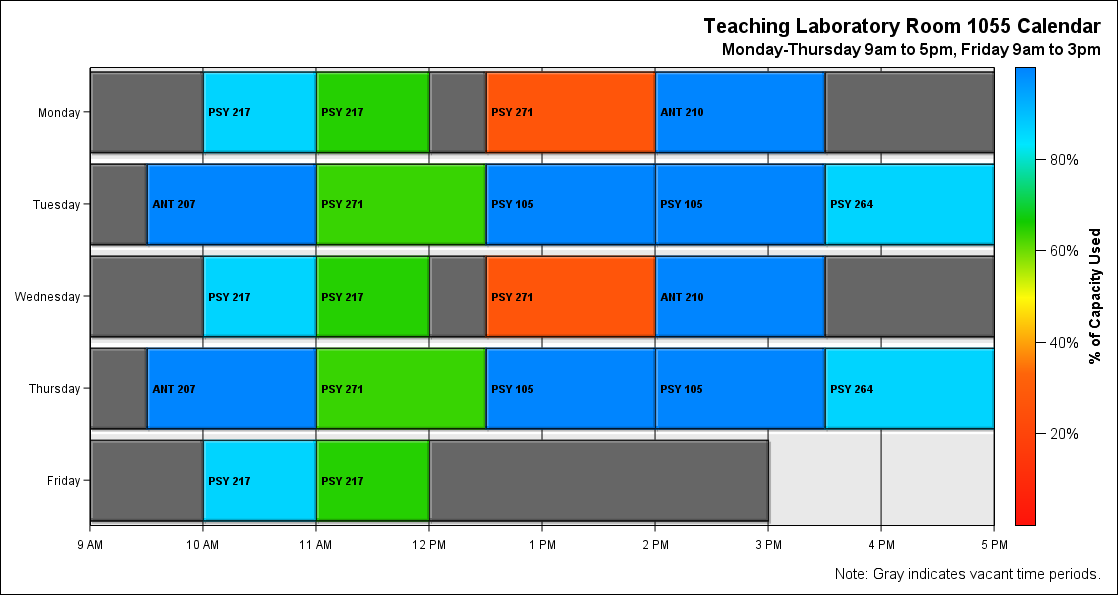 Teaching Laboratory Room 1055 Calendar
Monday-Thursday 9am to 5pm, Friday 9am to 3pm
Monday PSY 217 PSY 217 PSY 271 ANT 210
Tuesday ANT 207 PSY 271 PSY 105 PSY 105 PSY 264
Wednesday PSY 217 PSY 217 PSY 271 ANT 210
Thursday ANT 207 PSY 271 PSY 105 PSY 105 PSY 264
Friday PSY 217 PSY 217
9 AM 10 AM 11 AM 12 PM 1 PM 2 PM 3 PM 4 PM 5 PM
80%
60%
40%
20%
% of Capacity Used
Note: Gray indicates vacant time periods.